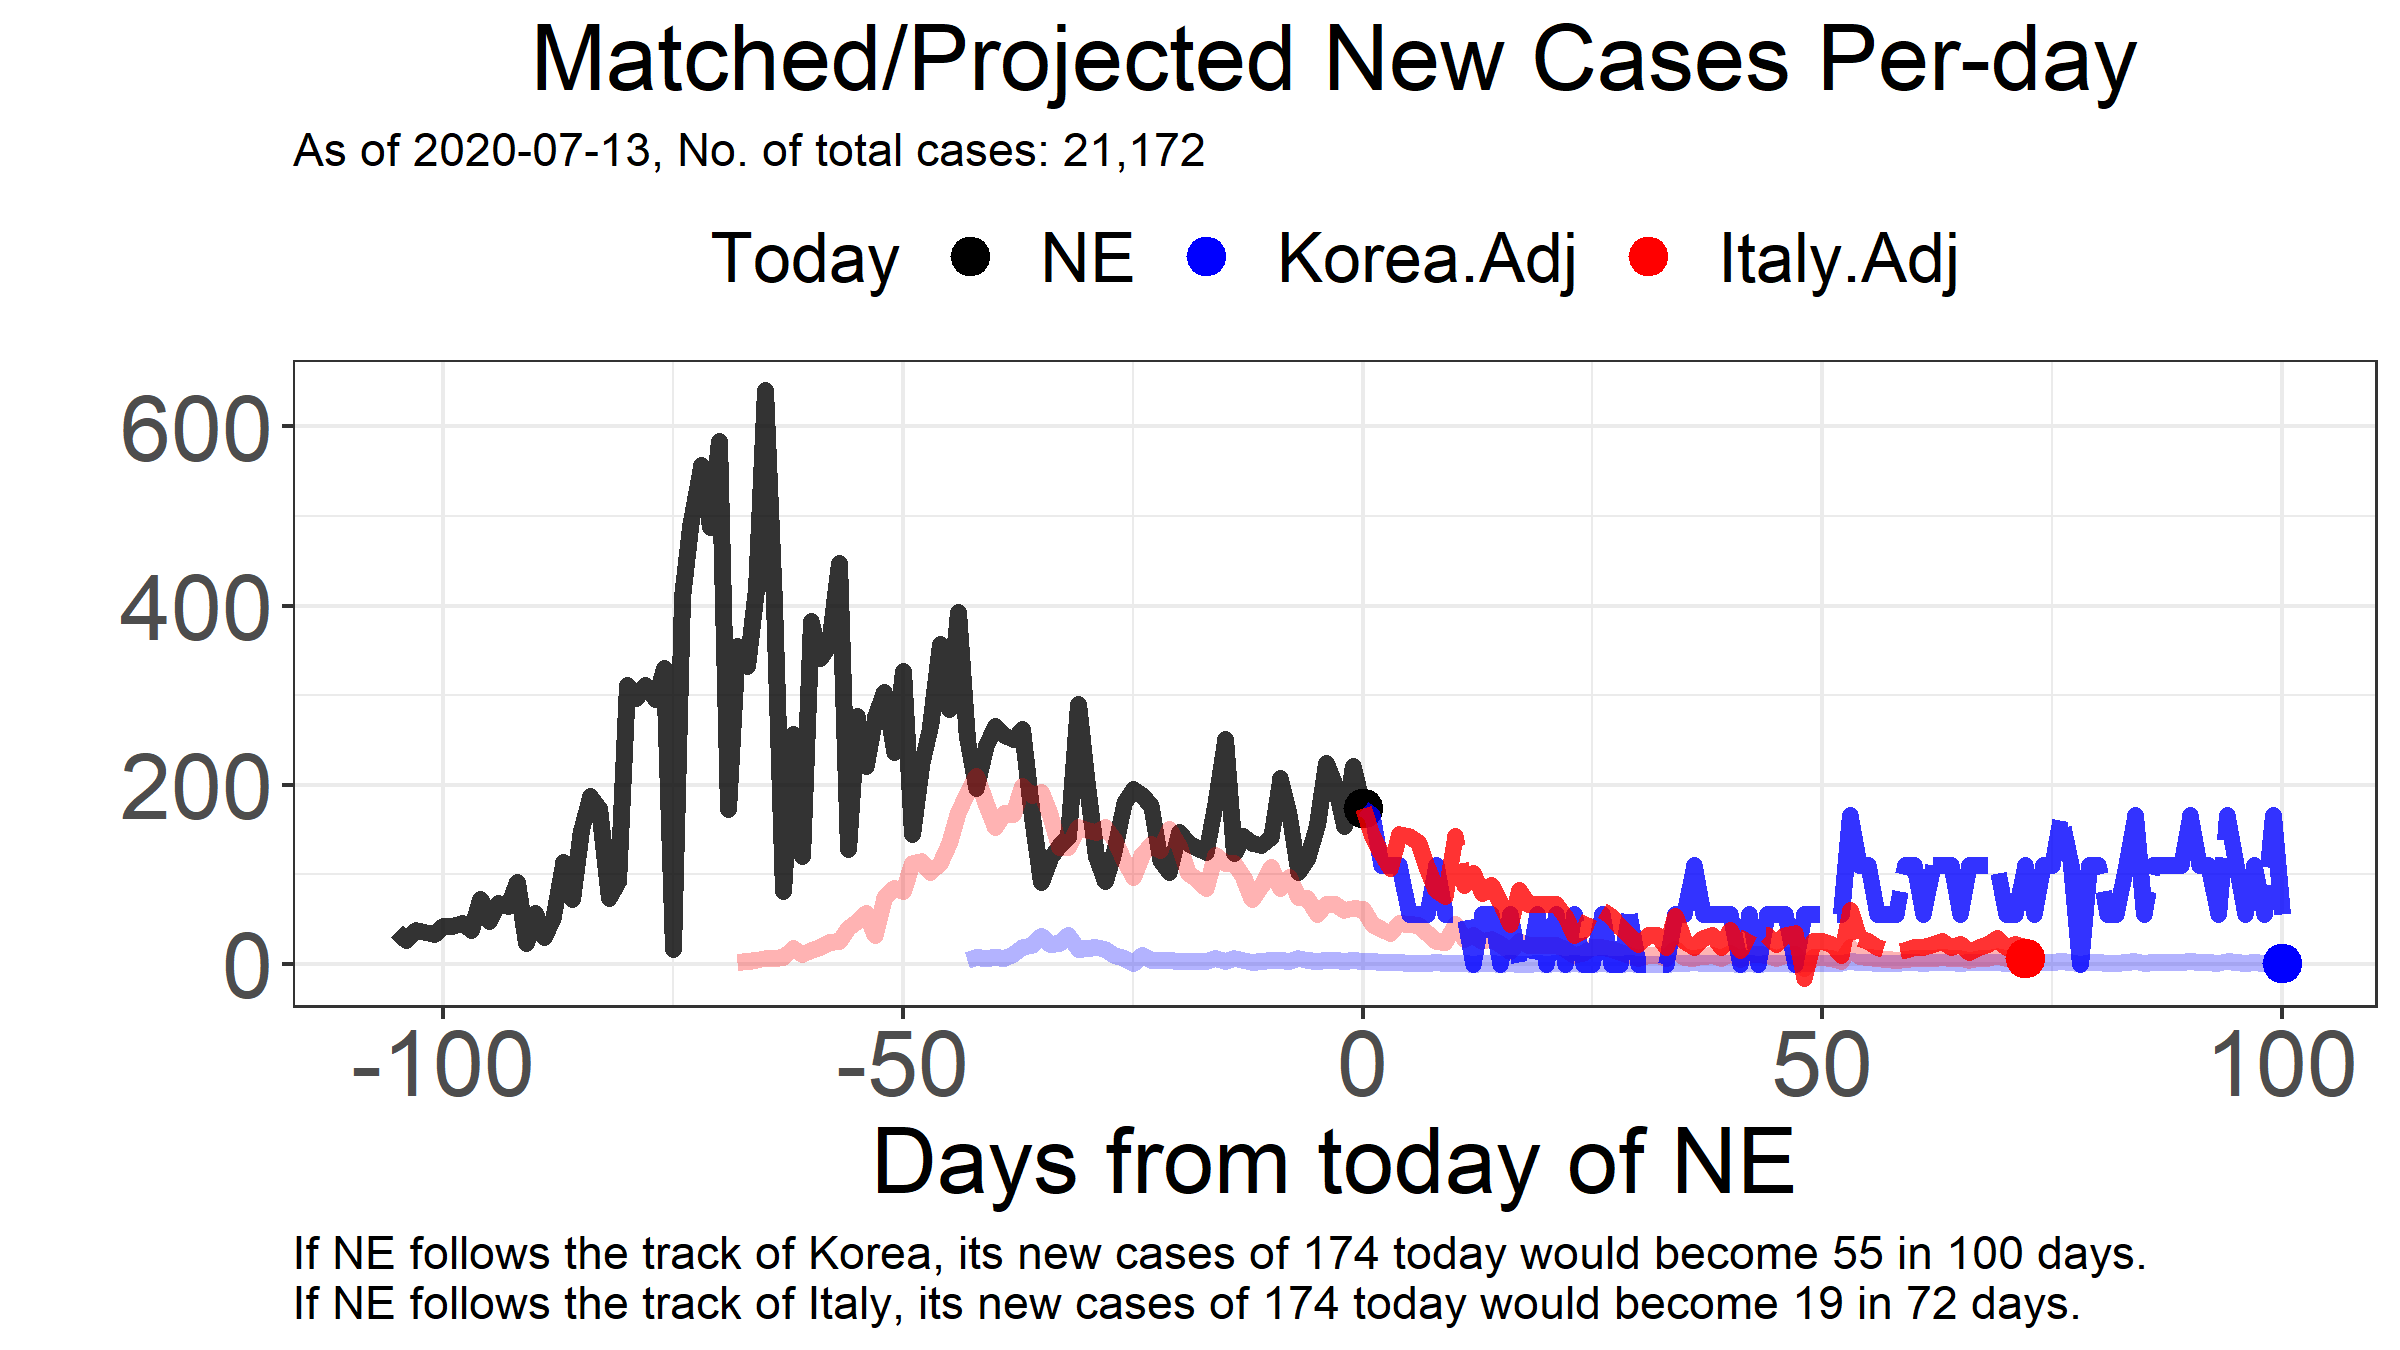 Matched/Projected New Cases Per-day
As of 2020-07-13, No. of total cases: 21,172
Today NE Korea.Adj Italy.Adj
600
400
200
0
-100 -50 0 50 100
Days from today of NE
If NE follows the track of Korea, its new cases of 174 today would become 55 in 100 days.
If NE follows the track of Italy, its new cases of 174 today would become 19 in 72 days.